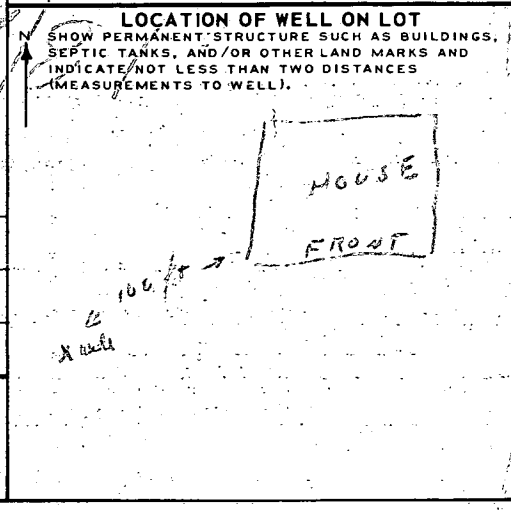 LOCATION OF WELL ON LOT
N SHOW PERMANENT STRUCTURE SUCH AS BUILDINGS,
SEPTIC TANKS, AND/OR OTHER LAND MARKS AND
INDICATE NOT LESS THAN TWO DISTANCES
(MEASUREMENTS TO WELL).
HOUSE
FRONT
100 ft
X well